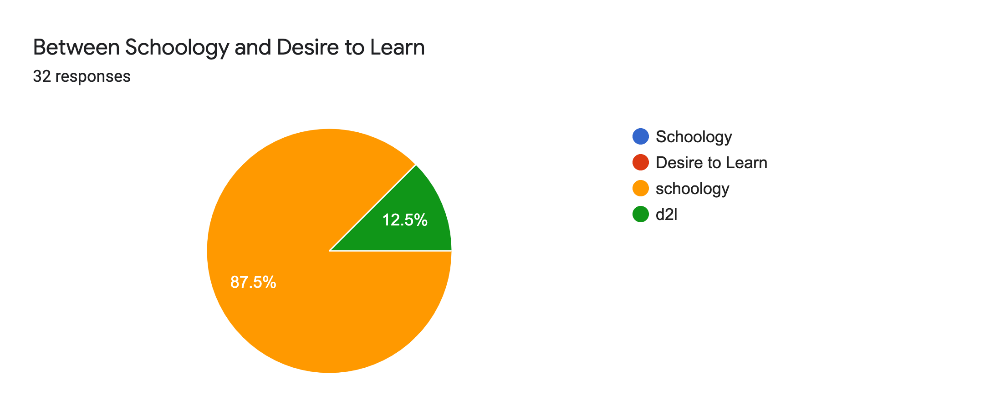 Between Schoology and Desire to Learn
32 responses
Schoology
Desire to Learn
schoology
d2l
12.5%
87.5%